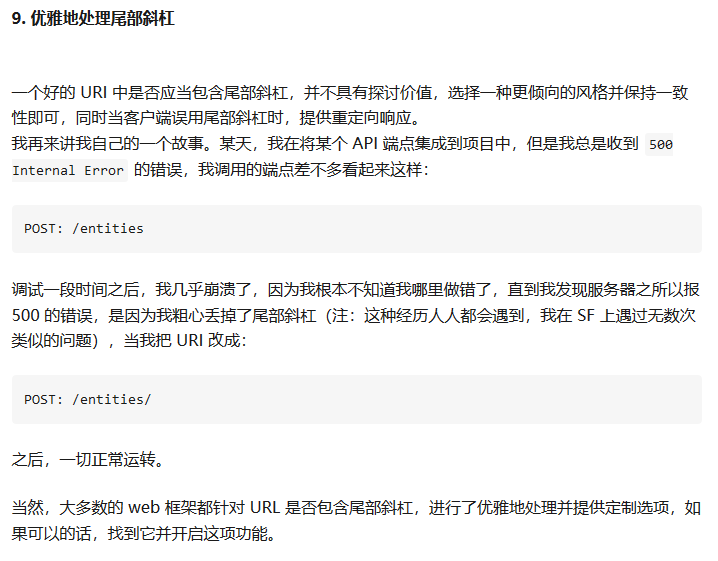 9. 优雅地处理尾部斜杠
一个好的 URI 中是否应当包含尾部斜杠，并不具有探讨价值，选择一种更倾向的风格并保持一致
性即可，同时当客户端误用尾部斜杠时，提供重定向响应。
我再来讲我自己的一个故事。某天，我在将某个 API 端点集成到项目中，但是我总是收到 500
Internal Error 的错误，我调用的端点差不多看起来这样：
POST: /entities
调试一段时间之后，我几乎崩溃了，因为我根本不知道我哪里做错了，直到我发现服务器之所以报
500 的错误，是因为我粗心丢掉了尾部斜杠（注：这种经历人人都会遇到，我在 SF 上遇过无数次
类似的问题），当我把 URI 改成：
POST: /entities/
之后，一切正常运转。
当然，大多数的 web 框架都针对 URL 是否包含尾部斜杠，进行了优雅地处理并提供定制选项，如
果可以的话，找到它并开启这项功能。